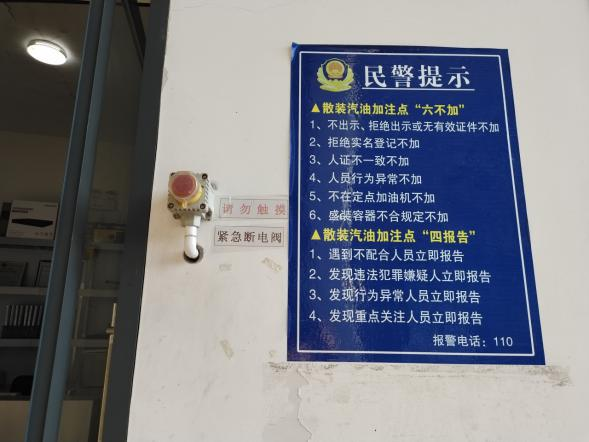 民警提示
▲散装汽油加注点“六不加”
1、不出示、拒绝出示或无有效证件不加
2、拒绝实名登记不加
3、人证不一致不加
4、人员行为异常不加
5、不在定点加油机不加
6、盛装容器不合规定不加
▲散装汽油加注点“四报告”
1、遇到不配合人员立即报告
2、发现违法犯罪嫌疑人立即报告
3、发现行为异常人员立即报告
4、发现重点关注人员立即报告
报警电话：110
请勿触摸
紧急断电阀